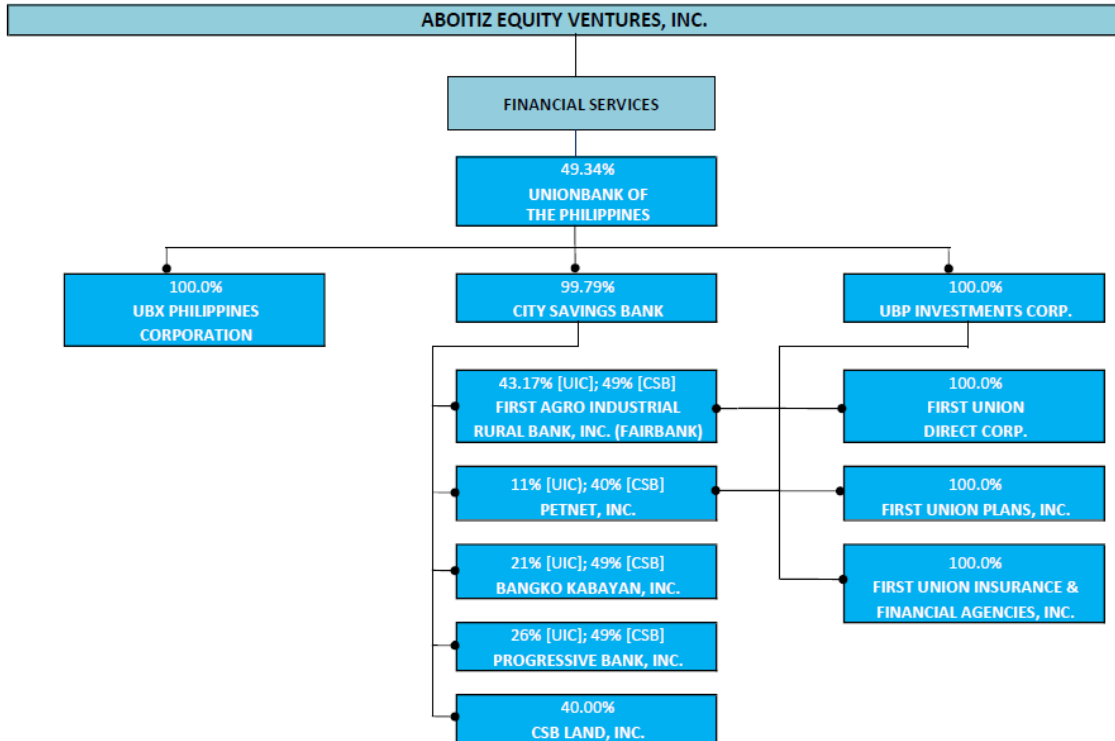 ABOITIZ EQUITY VENTURES, INC.
FINANCIAL SERVICES
49.34%
UNIONBANK OF
THE PHILIPPINES
100.0%
UBX PHILIPPINES
CORPORATION
99.79%
CITY SAVINGS BANK
100.0%
UBP INVESTMENTS CORP.
43.17% [UIC]; 49% [CSB]
FIRST AGRO INDUSTRIAL
RURAL BANK, INC. (FAIRBANK)
100.0%
FIRST UNION
DIRECT CORP.
11% [UIC); 40% [CSB]
PETNET, INC.
100.0%
FIRST UNION PLANS, INC.
21% [UIC]; 49% [CSB]
BANGKO KABAYAN, INC.
100.0%
FIRST UNION INSURANCE &
FINANCIAL AGENCIES, INC.
26% [UIC]; 49% [CSB]
PROGRESSIVE BANK, INC.
40.00%
CSB LAND, INC.